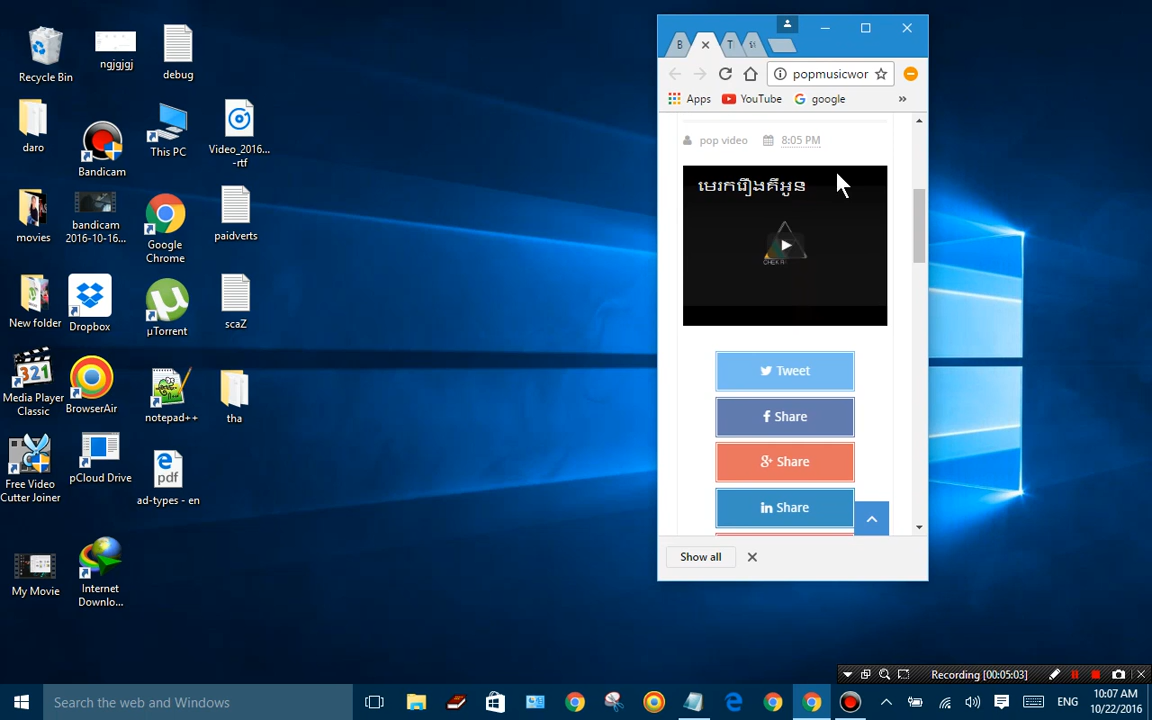 Recycle Bin
ngjgjgj
debug
daro
Bandicam
This PC
Video_2016...
-rtf
movies
bandicam
2016-10-16...
Google
Chrome
paidverts
New folder
Dropbox
µTorrent
scaZ
Media Player
Classic
BrowserAir
notepad++
tha
Free Video
Cutter Joiner
pCloud Drive
pdf
ad-types - en
My Movie
Internet
Downlo...
B
T
popmusicwor
Apps
YouTube
google
»
pop video
8:05 PM
មេរករឿងគឺអូន
Tweet
Share
Share
Share
Show all
Recording [00:05:03]
Search the web and Windows
ENG
10:07 AM
10/22/2016